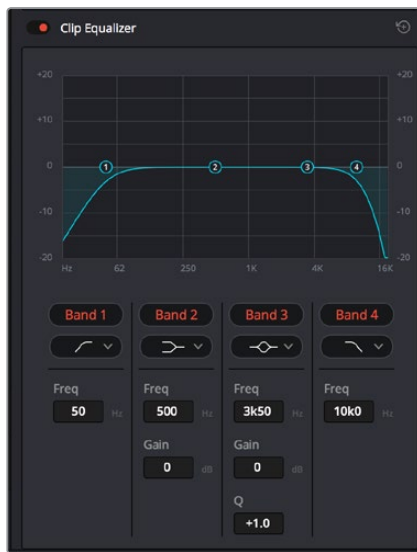 Clip Equalizer
+20 +20
+10 +10
0 1 2 3 4 0
-10 -10
-20 -20
Hz 62 250 1K 4K 16K
Band 1 Band 2 Band 3 Band 4
Freq Freq Freq Freq
50 Hz 500 Hz 3k50 Hz 10k0 Hz
Gain Gain
0 dB 0 dB
Q
+1.0